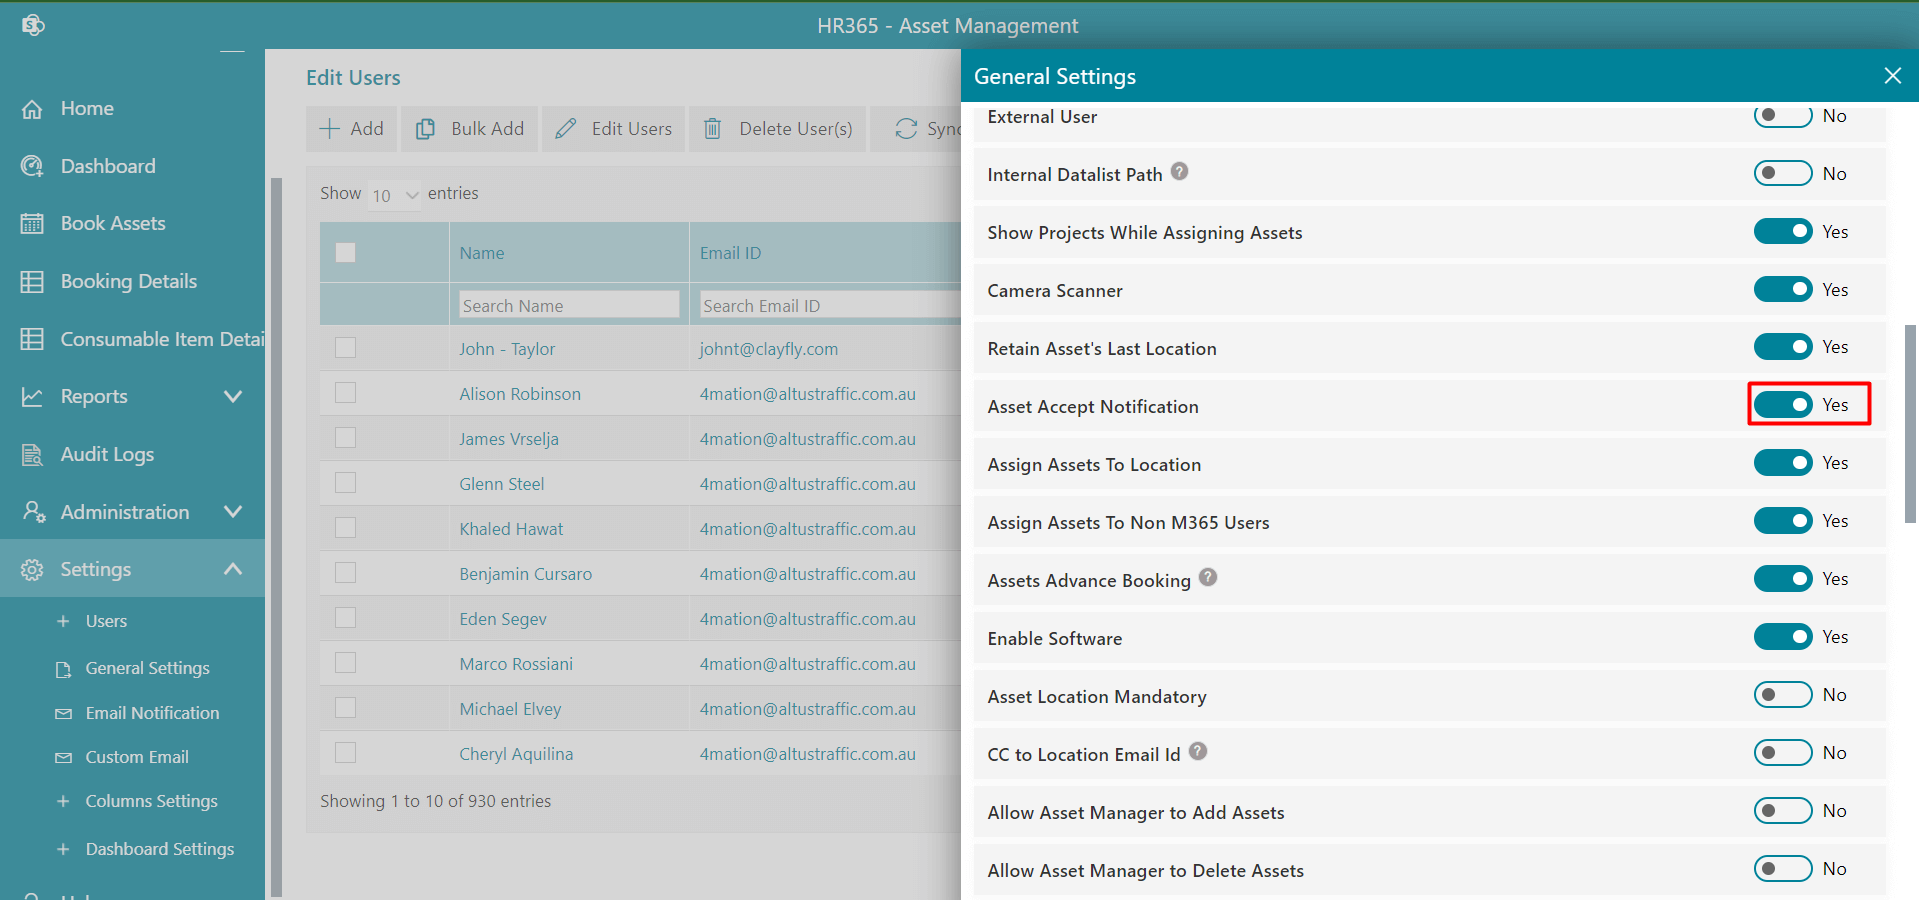 HR365 - Asset Management
Home
Dashboard
Book Assets
Booking Details
Consumable Item Detai
Reports
Audit Logs
Administration
Settings
Users
General Settings
Email Notification
Custom Email
Columns Settings
Dashboard Settings
Edit Users
Add
Bulk Add
Edit Users
Delete User(s)
Sync
Show 10 entries
Name Email ID
Search Name Search Email ID
John - Taylor johnt@clayfly.com
Alison Robinson 4mation@altustraffic.com.au
James Vrselja 4mation@altustraffic.com.au
Glenn Steel 4mation@altustraffic.com.au
Khaled Hawat 4mation@altustraffic.com.au
Benjamin Cursaro 4mation@altustraffic.com.au
Eden Segev 4mation@altustraffic.com.au
Marco Rossiani 4mation@altustraffic.com.au
Michael Elvey 4mation@altustraffic.com.au
Cheryl Aquilina 4mation@altustraffic.com.au
Showing 1 to 10 of 930 entries
General Settings
External User No
Internal Datalist Path ? No
Show Projects While Assigning Assets Yes
Camera Scanner Yes
Retain Asset's Last Location Yes
Asset Accept Notification Yes
Assign Assets To Location Yes
Assign Assets To Non M365 Users Yes
Assets Advance Booking ? Yes
Enable Software Yes
Asset Location Mandatory No
CC to Location Email Id ? No
Allow Asset Manager to Add Assets No
Allow Asset Manager to Delete Assets No